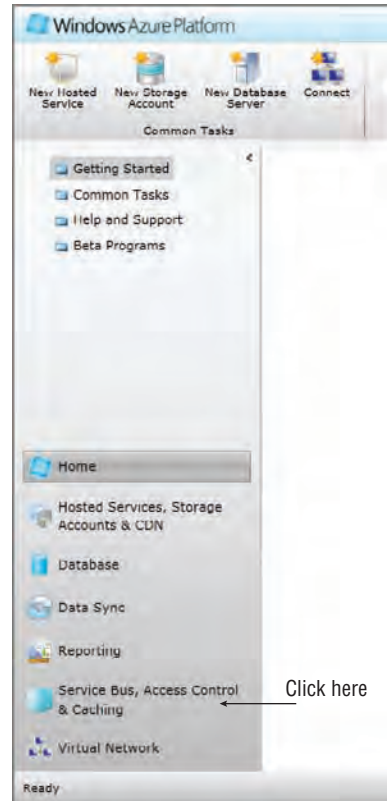 Windows Azure Platform
New Hosted Service
New Storage Account
New Database Server
Connect
Common Tasks
Getting Started
Common Tasks
Help and Support
Beta Programs
Home
Hosted Services, Storage
Accounts & CDN
Database
Data Sync
Reporting
Service Bus, Access Control
& Caching
Click here
Virtual Network
Ready